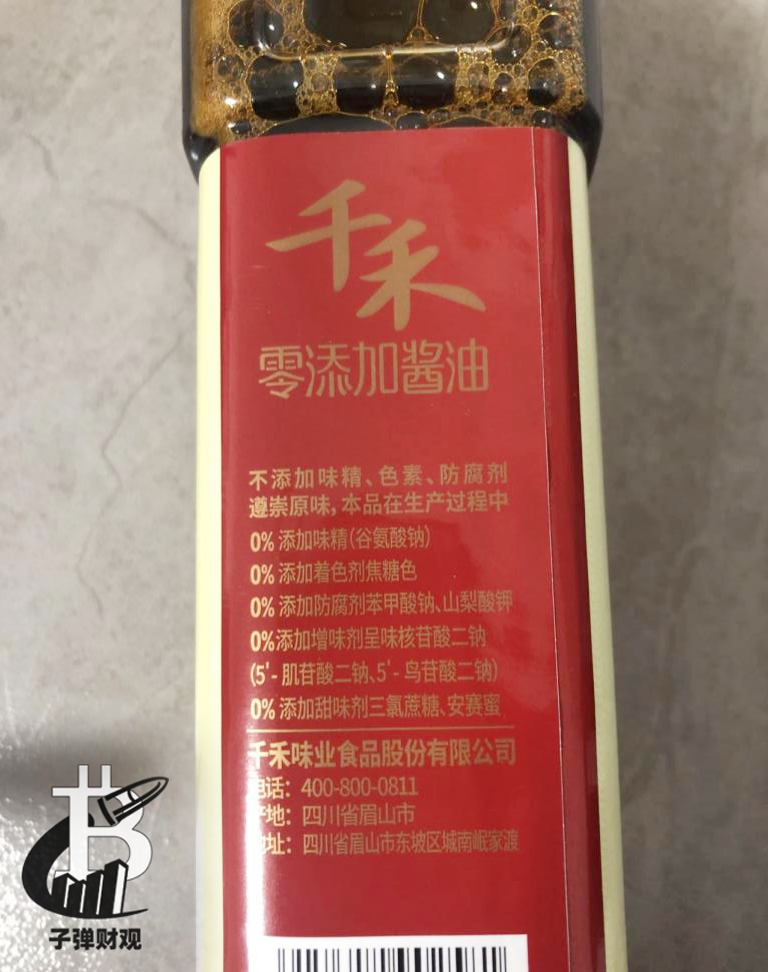 千禾
零添加酱油
不添加味精、色素、防腐剂
遵崇原味,本品在生产过程中
0% 添加味精(谷氨酸钠)
0% 添加着色剂焦糖色
0% 添加防腐剂苯甲酸钠、山梨酸钾
0%添加增味剂呈味核苷酸二钠
(5'-肌苷酸二钠、5'-鸟苷酸二钠)
0% 添加甜味剂三氯蔗糖、安赛蜜
千禾味业食品股份有限公司
电话：400-800-0811
产地：四川省眉山市
地址：四川省眉山市东坡区城南岷家渡
子弹财观